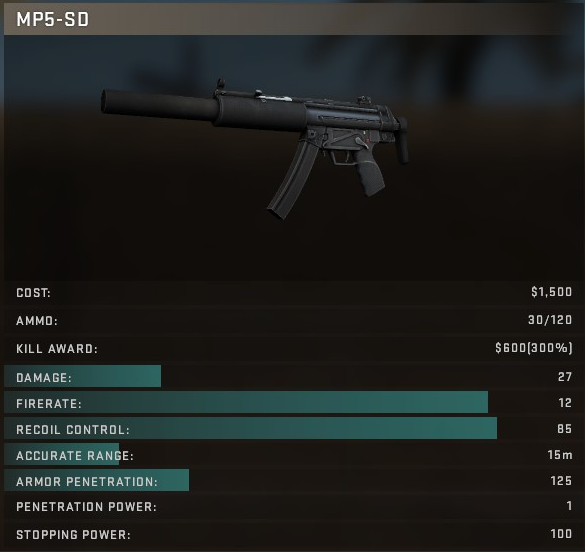 MP5-SD
COST: $1,500
AMMO: 30/120
KILL AWARD: $600(300%)
DAMAGE: 27
FIRERATE: 12
RECOIL CONTROL: 85
ACCURATE RANGE: 15m
ARMOR PENETRATION: 125
PENETRATION POWER: 1
STOPPING POWER: 100